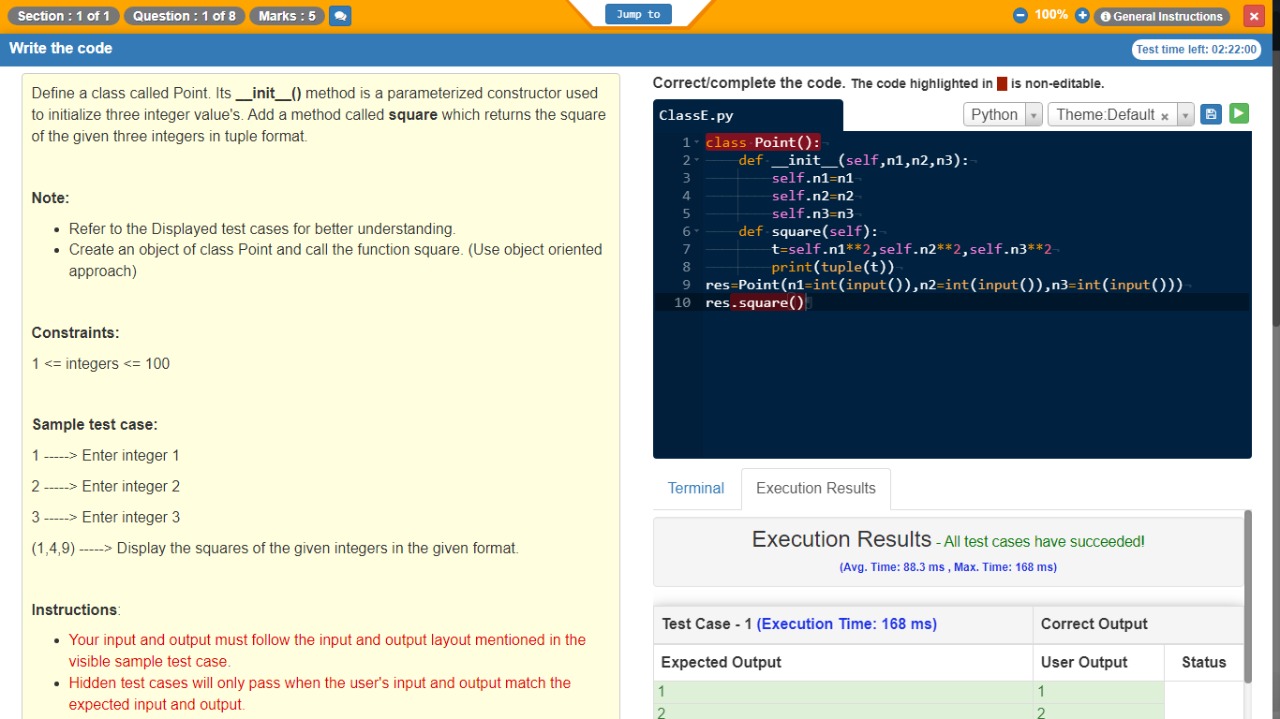 Section : 1 of 1 Question : 1 of 8 Marks : 5 Jump to 100% General Instructions
Write the code Test time left: 02:22:00
Define a class called Point. Its __init__() method is a parameterized constructor used
to initialize three integer value's. Add a method called square which returns the square
of the given three integers in tuple format.
Note:
Refer to the Displayed test cases for better understanding.
Create an object of class Point and call the function square. (Use object oriented
approach)
Constraints:
1 <= integers <= 100
Sample test case:
1 -----> Enter integer 1
2 -----> Enter integer 2
3 -----> Enter integer 3
(1,4,9) -----> Display the squares of the given integers in the given format.
Instructions:
Your input and output must follow the input and output layout mentioned in the
visible sample test case.
Hidden test cases will only pass when the user's input and output match the
expected input and output.
Correct/complete the code. The code highlighted in is non-editable.
ClassE.py Python Theme:Default ×
1 class Point():
2 def __init__(self,n1,n2,n3):
3 self.n1=n1
4 self.n2=n2
5 self.n3=n3
6 def square(self):
7 t=self.n1**2,self.n2**2,self.n3**2
8 print(tuple(t))
9 res=Point(n1=int(input()),n2=int(input()),n3=int(input()))
10 res.square()
Terminal Execution Results
Execution Results - All test cases have succeeded!
(Avg. Time: 88.3 ms , Max. Time: 168 ms)
Test Case - 1 (Execution Time: 168 ms) Correct Output
Expected Output User Output Status
1 1
2 2